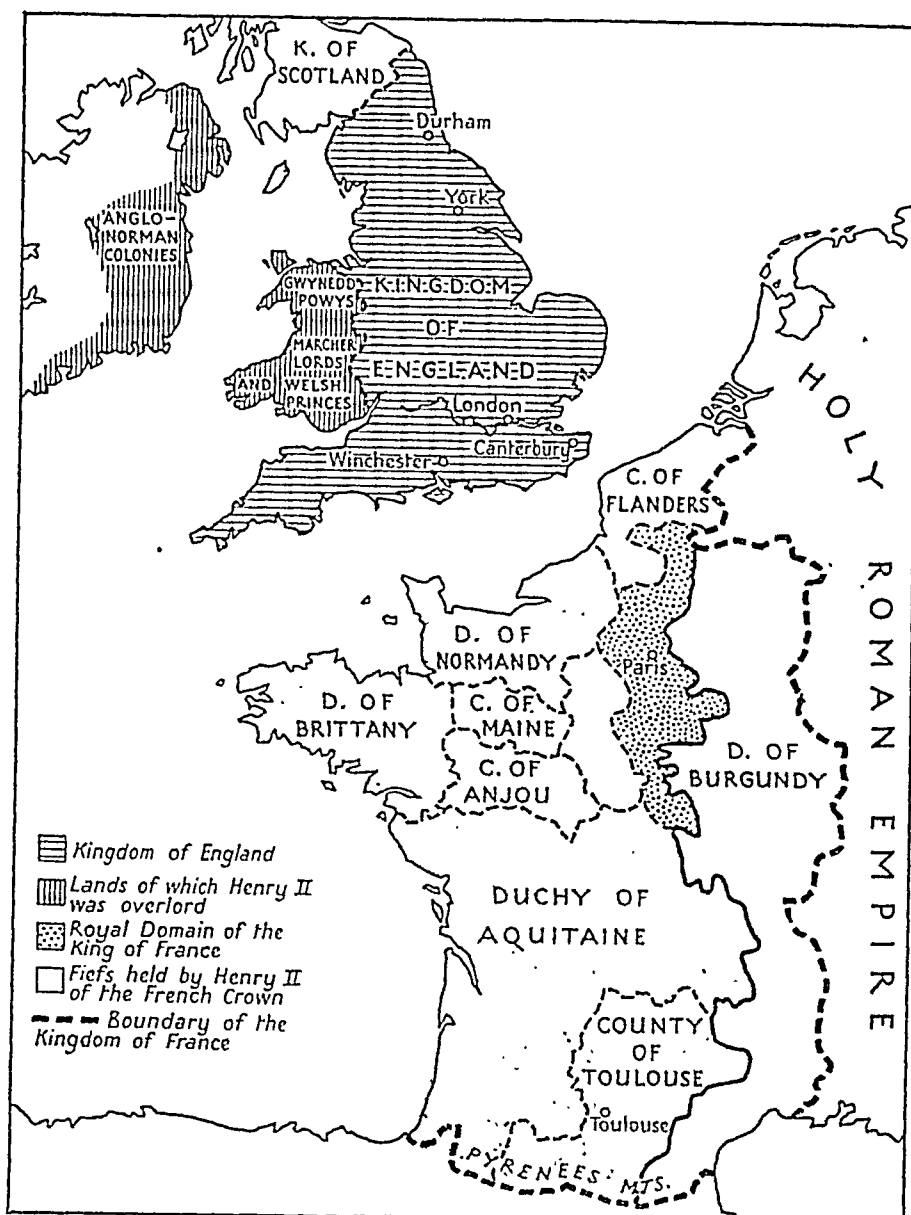 K. OF
SCOTLAND
Durham
York
ANGLO-
NORMAN
COLONIES
GWYNEDD
POWYS
MARCHER
LORDS
AND WELSH
PRINCES
KINGDOM
OF
ENGLAND
London
Canterbury
Winchester
HOLY ROMAN EMPIRE
C. OF
FLANDERS
D. OF
NORMANDY
Paris
D. OF
BRITTANY
C. OF
MAINE
D. OF
BURGUNDY
C. OF
ANJOU
DUCHY OF
AQUITAINE
COUNTY
OF
TOULOUSE
Toulouse
PYRENEES MTS.
Kingdom of England
Lands of which Henry II
was overlord
Royal Domain of the
King of France
Fiefs held by Henry II
of the French Crown
Boundary of the
Kingdom of France